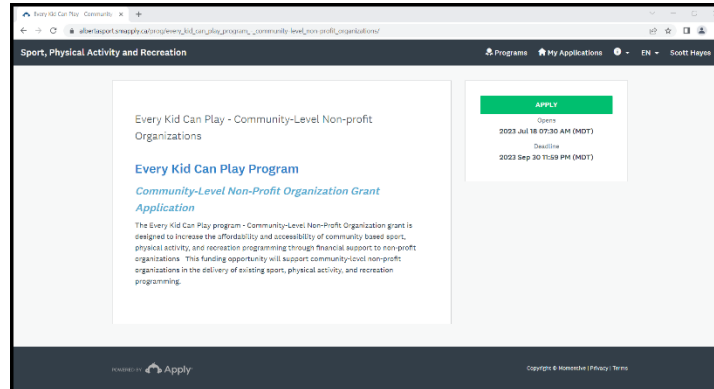 Every Kid Can Play - Community
albertasport.smapply.ca/prog/every_kid_can_play_program_-_community-level_non-profit_organizations/
Sport, Physical Activity and Recreation
Programs
My Applications
EN
Scott Hayes
Every Kid Can Play - Community-Level Non-profit
Organizations
Every Kid Can Play Program
Community-Level Non-Profit Organization Grant
Application
The Every Kid Can Play program - Community-Level Non-Profit Organization grant is
designed to increase the affordability and accessibility of community based sport,
physical activity, and recreation programming through financial support to non-profit
organizations. This funding opportunity will support community-level non-profit
organizations in the delivery of existing sport, physical activity, and recreation
programming.
APPLY
Opens
2023 Jul 18 07:30 AM (MDT)
Deadline
2023 Sep 30 11:59 PM (MDT)
POWERED BY Apply
Copyright © Momentive | Privacy | Terms